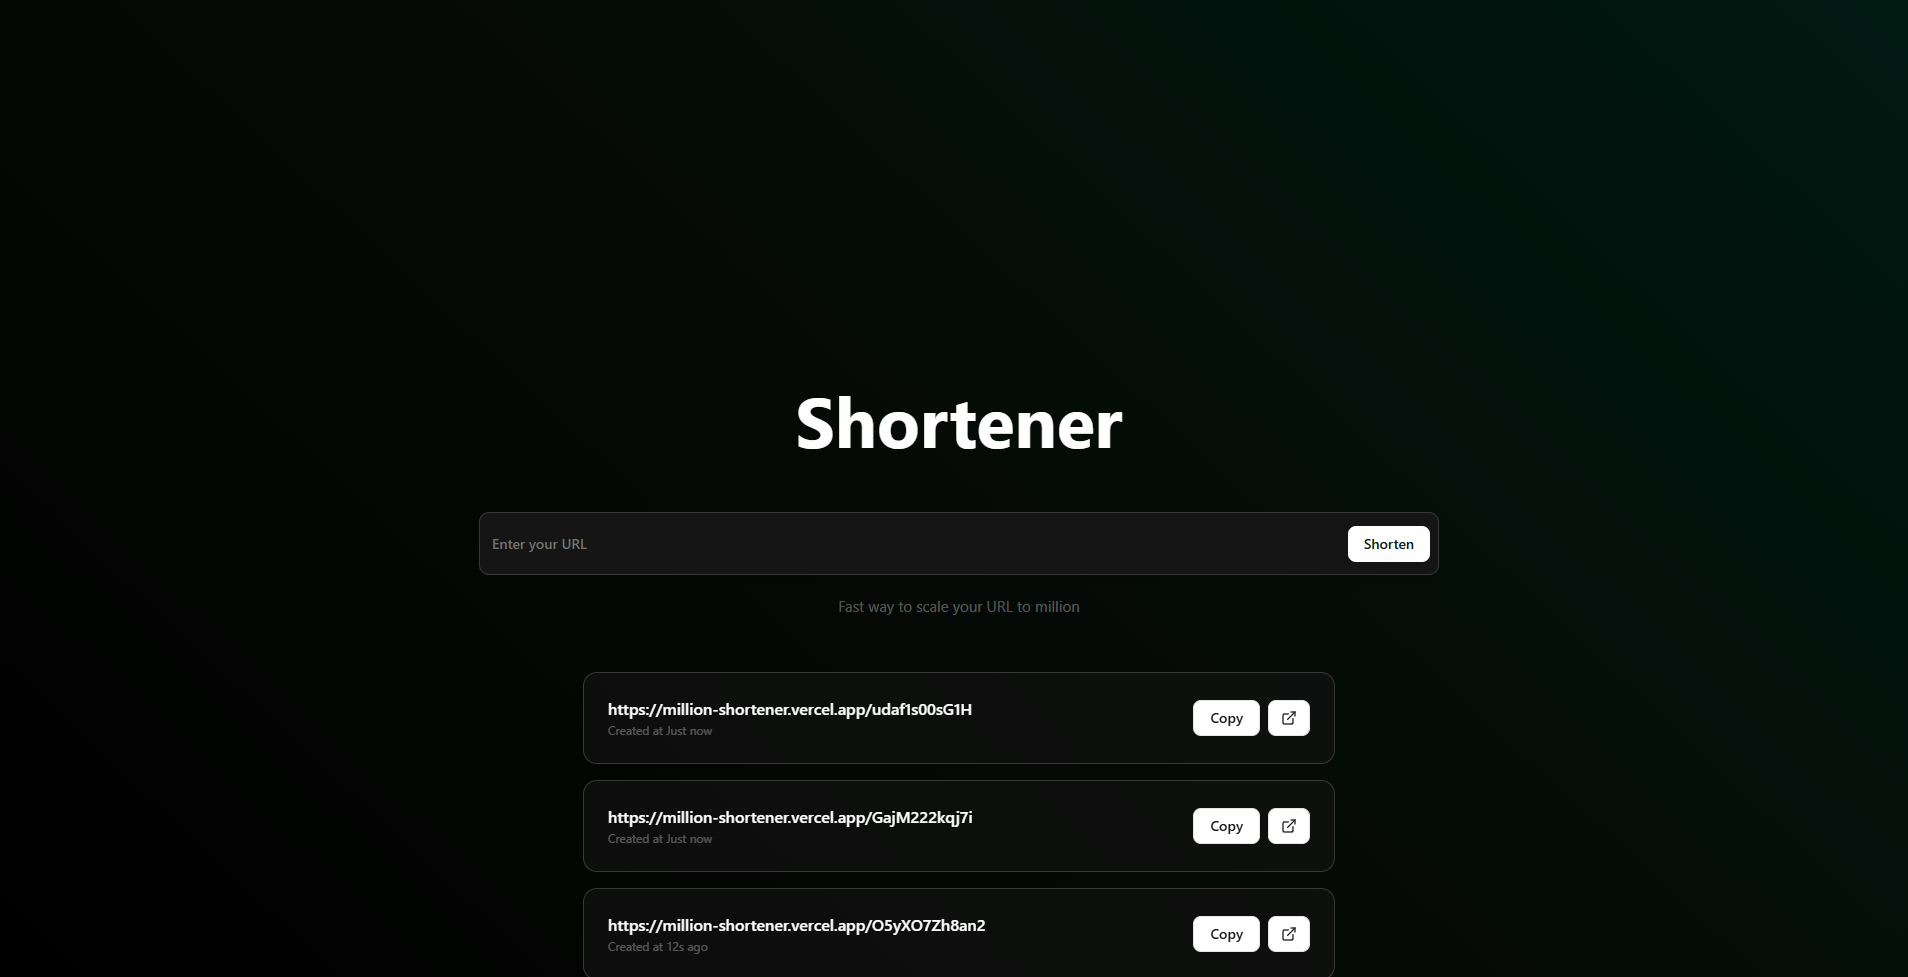 Shortener
Enter your URL
Shorten
Fast way to scale your URL to million
https://million-shortener.vercel.app/udaf1s00sG1H
Created at Just now
Copy
https://million-shortener.vercel.app/GajM222kqj7i
Created at Just now
Copy
https://million-shortener.vercel.app/O5yXO7Zh8an2
Created at 12s ago
Copy